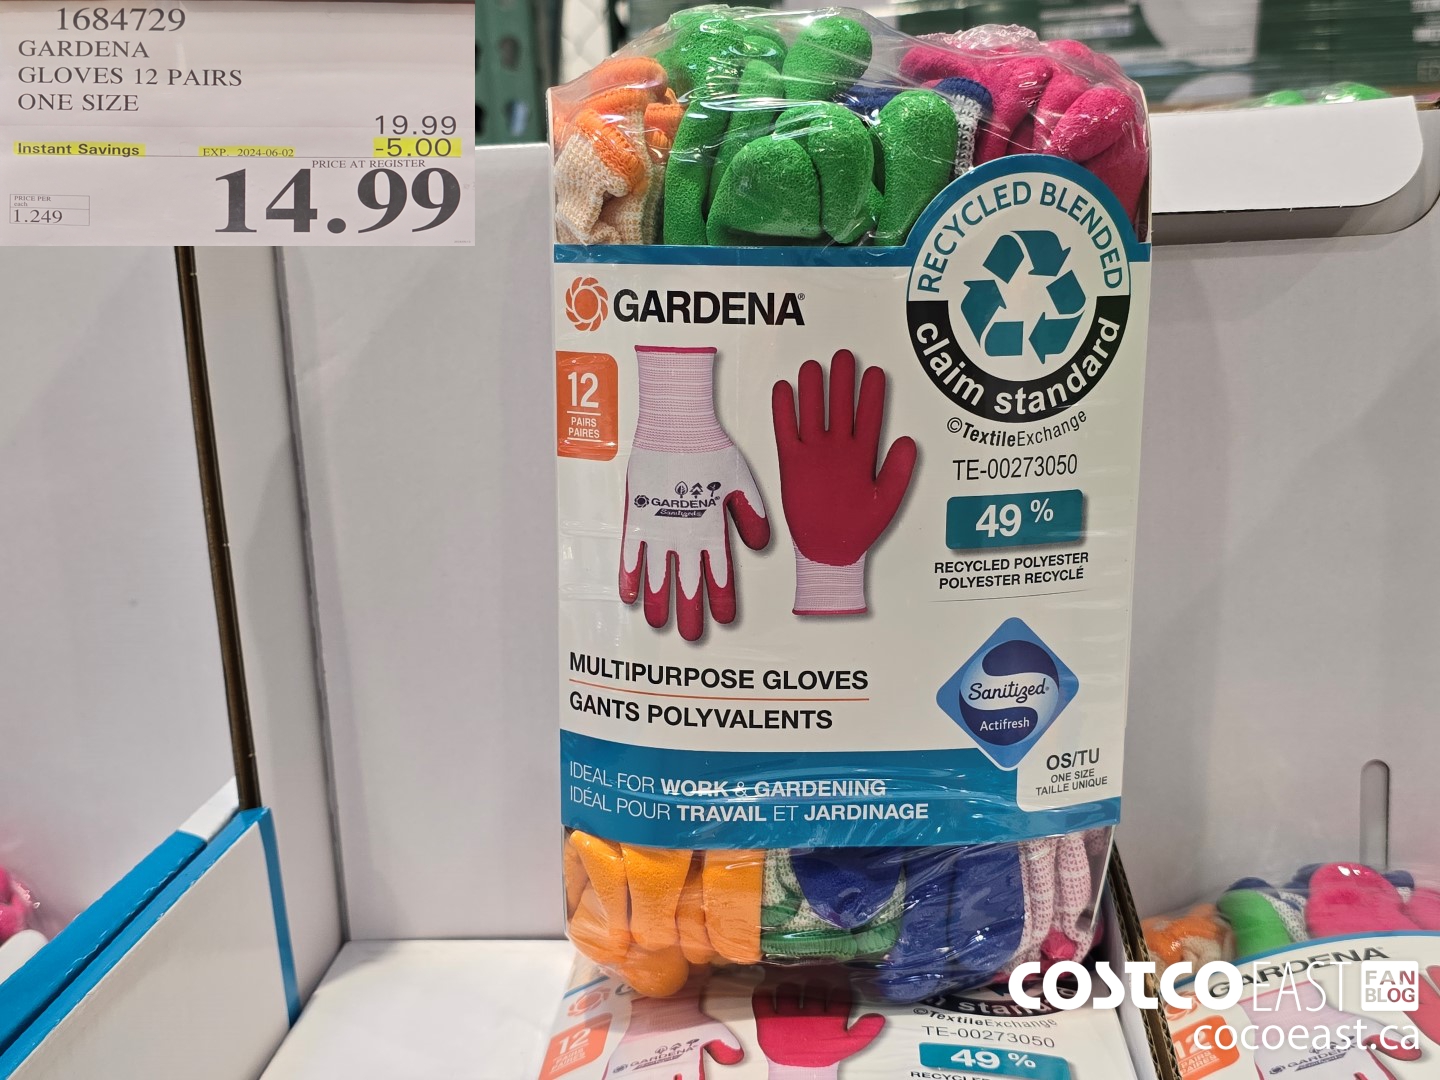 1684729
GARDENA
GLOVES 12 PAIRS
ONE SIZE
19.99
Instant Savings EXP. 2024-06-02 -5.00
PRICE AT REGISTER
14.99
PRICE PER
each
1.249
RECYCLED BLENDED
claim standard
©TextileExchange
TE-00273050
GARDENA®
12
PAIRS
PAIRES
GARDENA®
Sanitized
49 %
RECYCLED POLYESTER
POLYESTER RECYCLÉ
MULTIPURPOSE GLOVES
GANTS POLYVALENTS
Sanitized®
Actifresh
OS/TU
ONE SIZE
TAILLE UNIQUE
IDEAL FOR WORK & GARDENING
IDÉAL POUR TRAVAIL ET JARDINAGE
GARDENA
standard
©TextileExchange
TE-00273050
12
49 %
COSTCO EAST FAN BLOG
cocoeast.ca